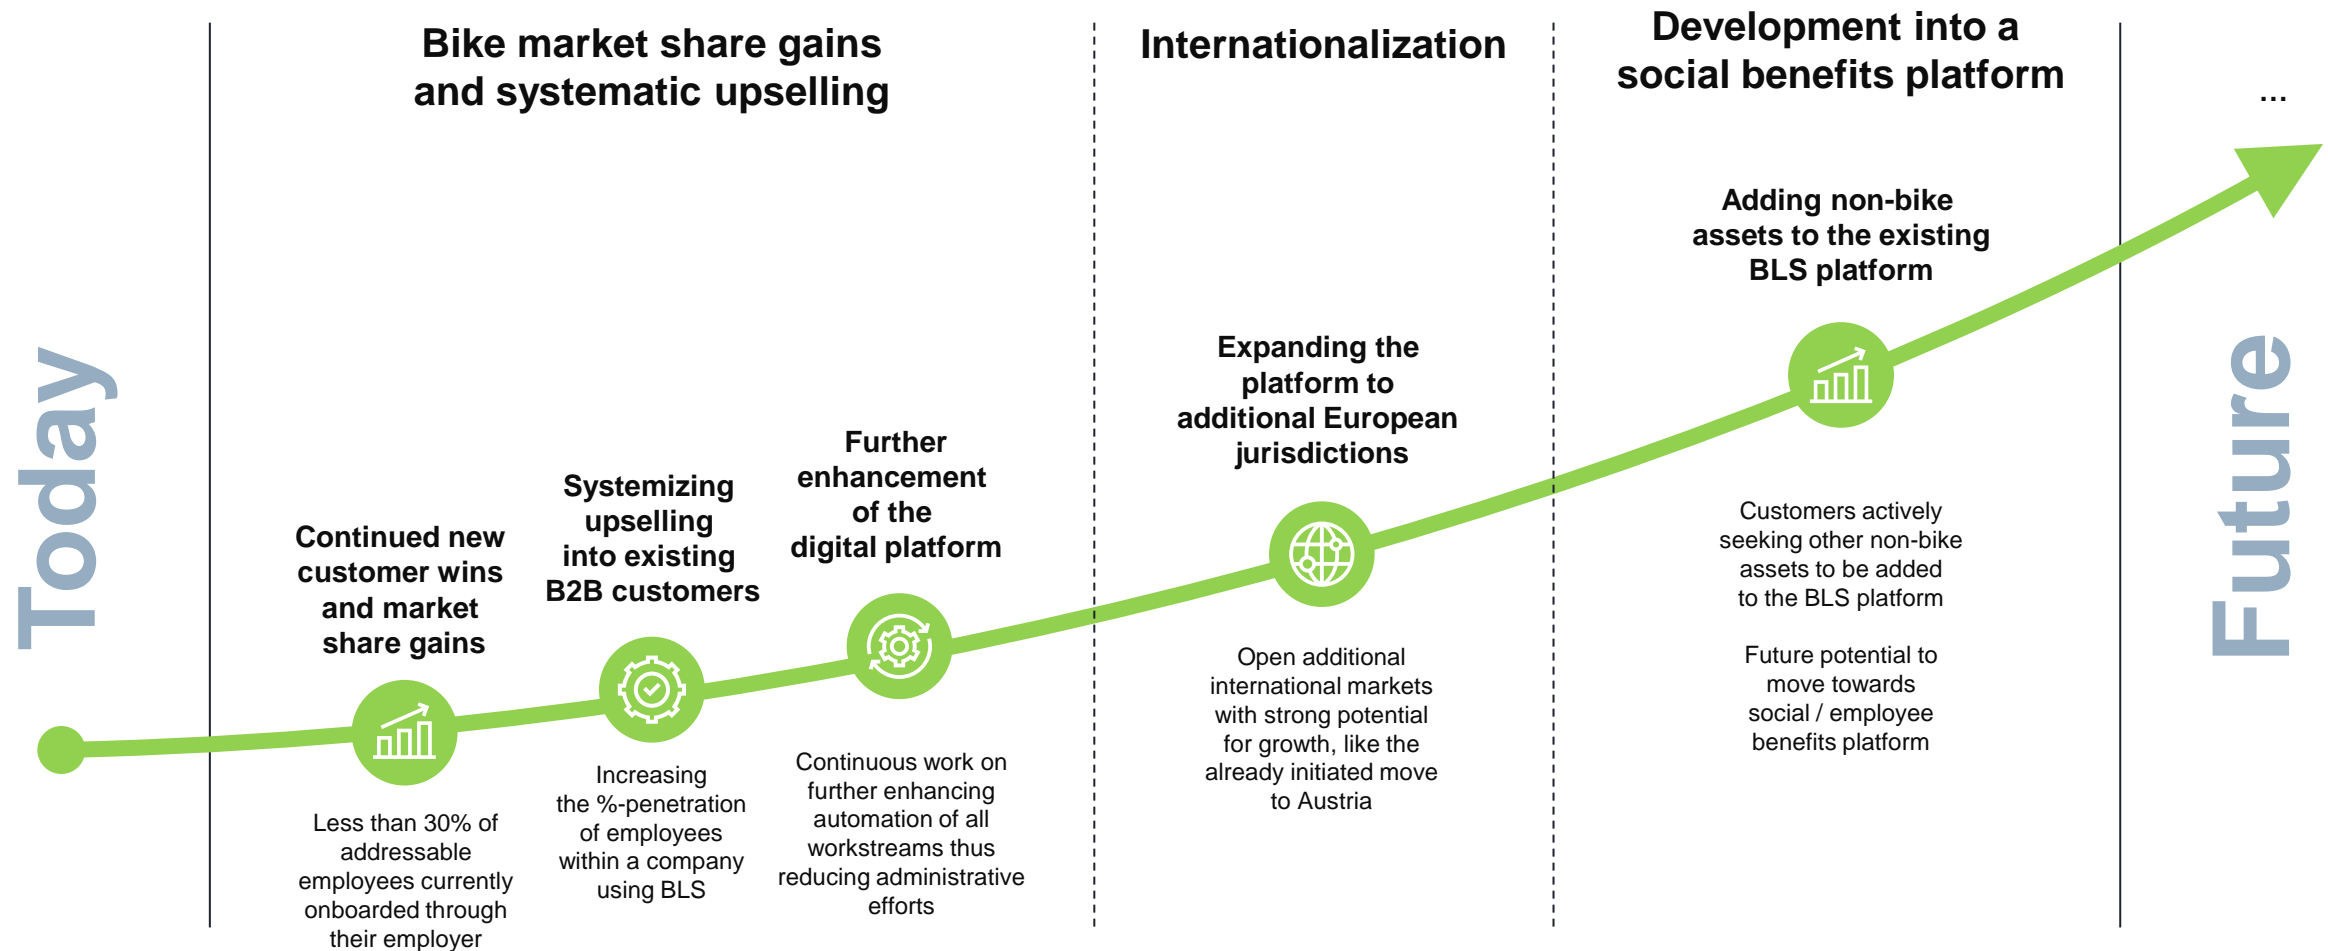 Today
Bike market share gains
and systematic upselling
Continued new
customer wins
and market
share gains
Less than 30% of
addressable
employees currently
onboarded through
their employer
Systemizing
upselling
into existing
B2B customers
Increasing
the %-penetration
of employees
within a company
using BLS
Further
enhancement
of the
digital platform
Continuous work on
further enhancing
automation of all
workstreams thus
reducing administrative
efforts
Internationalization
Expanding the
platform to
additional European
jurisdictions
Open additional
international markets
with strong potential
for growth, like the
already initiated move
to Austria
Development into a
social benefits platform
Adding non-bike
assets to the existing
BLS platform
Customers actively
seeking other non-bike
assets to be added
to the BLS platform
Future potential to
move towards
social / employee
benefits platform
...
Future